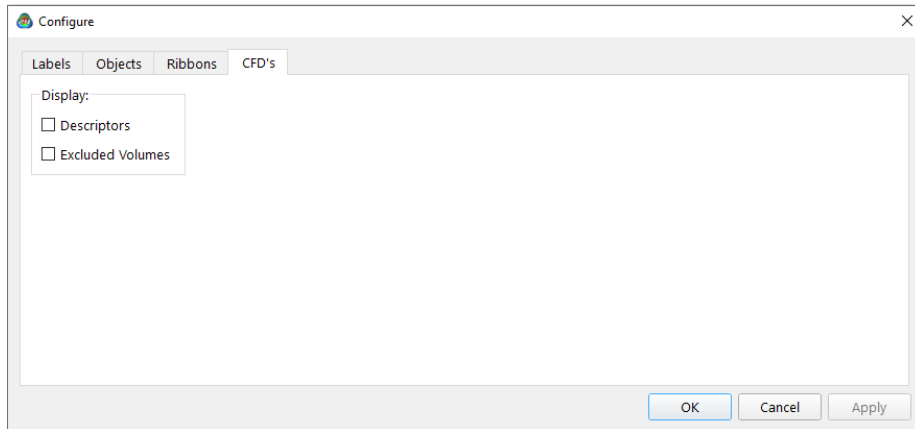 Configure
Labels Objects Ribbons CFD's
Display:
Descriptors
Excluded Volumes
OK Cancel Apply